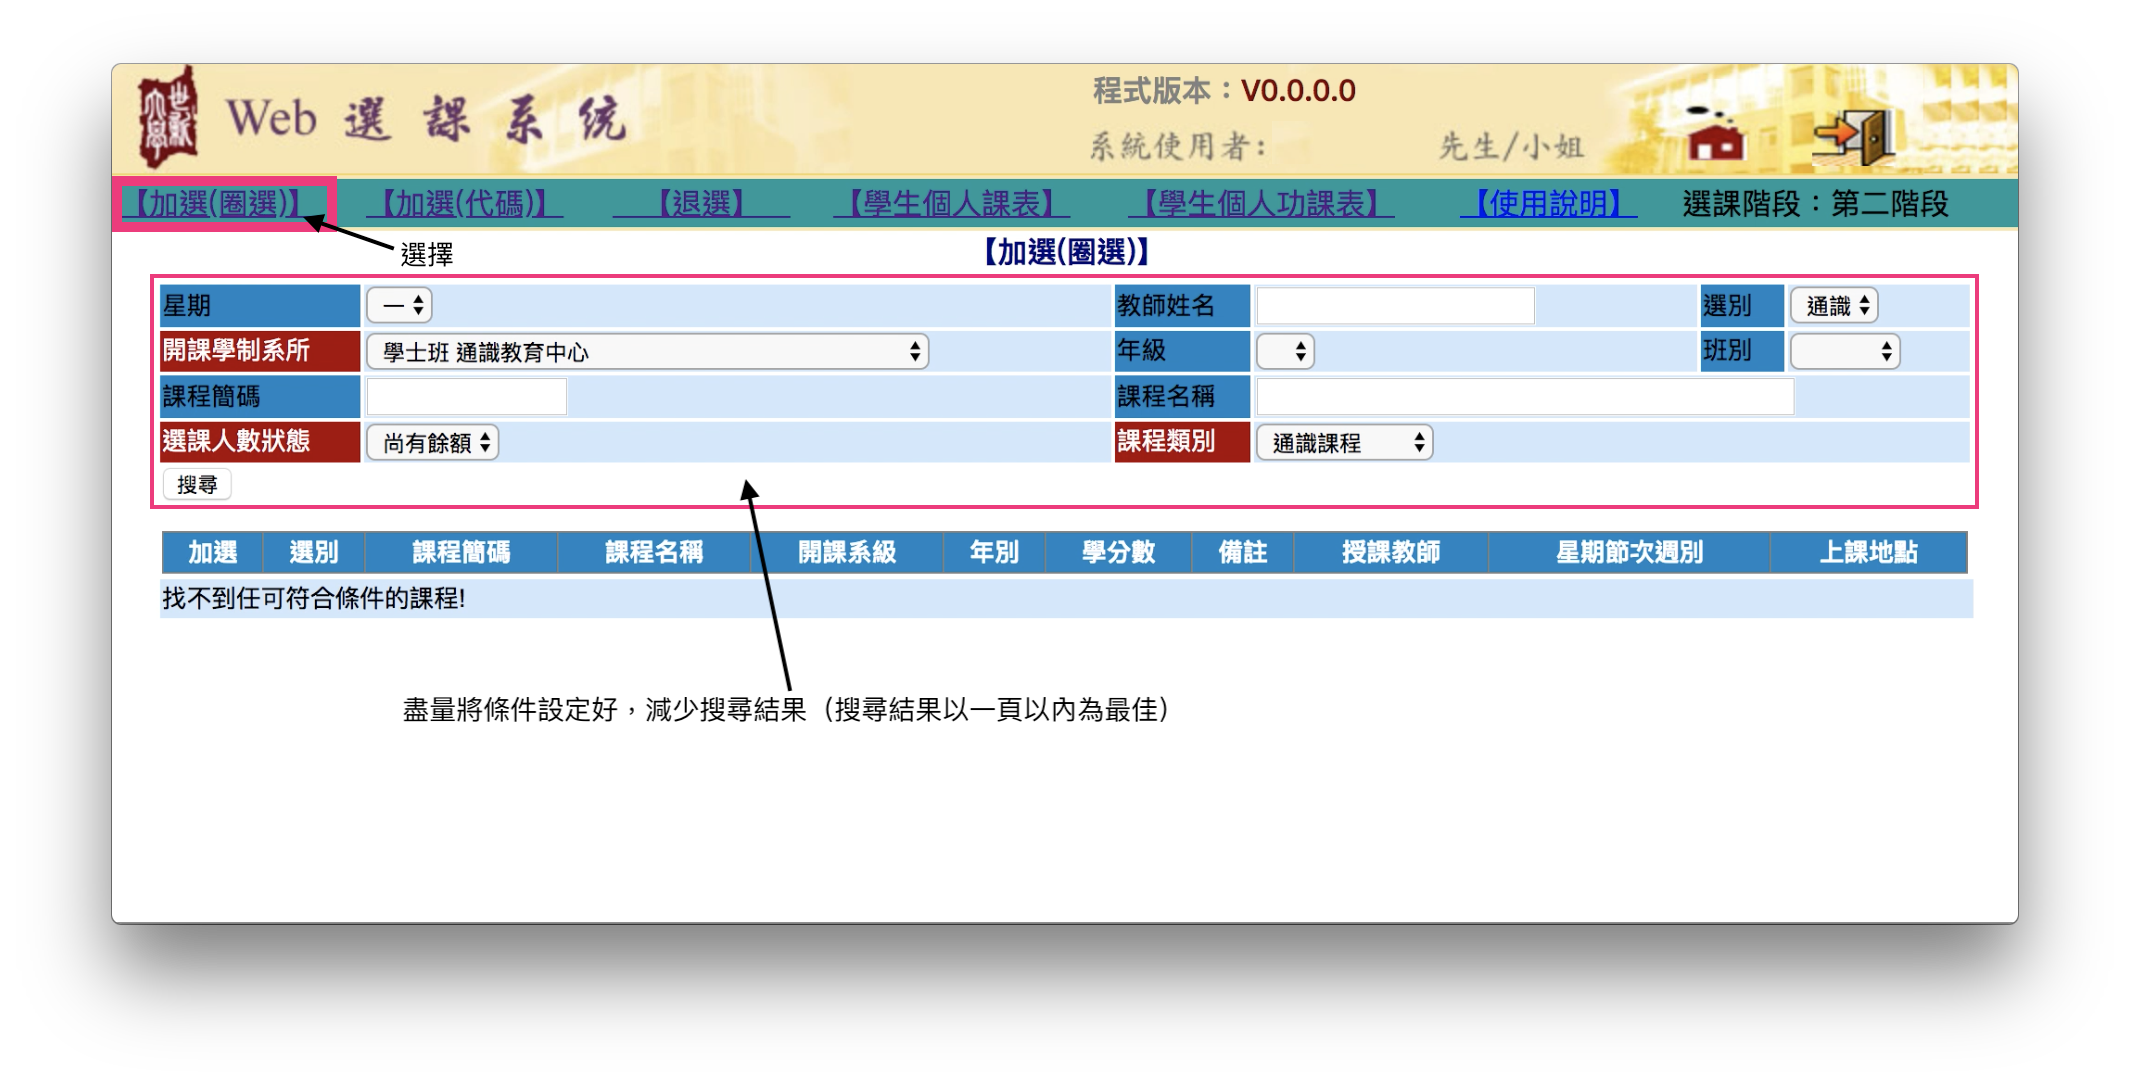 世新大學
Web 選 課 系 統
程式版本：V0.0.0.0
系統使用者: 先生/小姐
【加選(圈選)】 【加選(代碼)】 【退選】 【學生個人課表】 【學生個人功課表】 【使用說明】 選課階段：第二階段
選擇
【加選(圈選)】
星期 一 教師姓名 選別 通識
開課學制系所 學士班 通識教育中心 年級 班別
課程簡碼 課程名稱
選課人數狀態 尚有餘額 課程類別 通識課程
搜尋
加選 選別 課程簡碼 課程名稱 開課系級 年別 學分數 備註 授課教師 星期節次週別 上課地點
找不到任可符合條件的課程!
盡量將條件設定好，減少搜尋結果（搜尋結果以一頁以內為最佳）